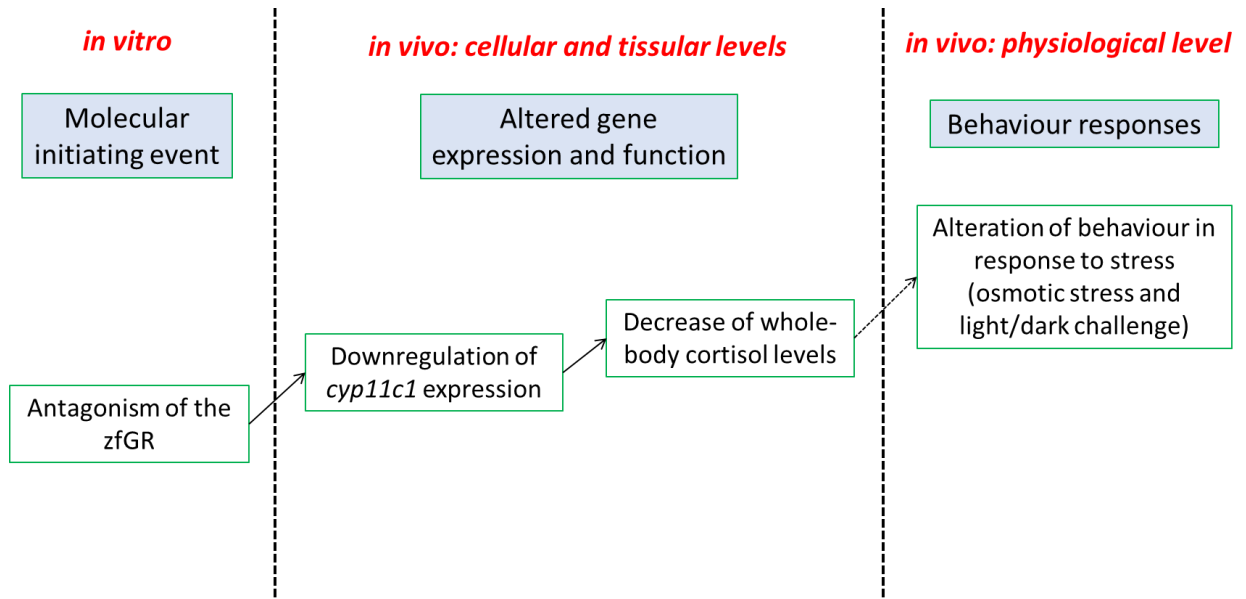 in vitro
in vivo: cellular and tissular levels
in vivo: physiological level
Molecular
initiating event
Altered gene
expression and function
Behaviour responses
Antagonism of the
zfGR
Downregulation of
cyp11c1 expression
Decrease of whole-
body cortisol levels
Alteration of behaviour in
response to stress
(osmotic stress and
light/dark challenge)